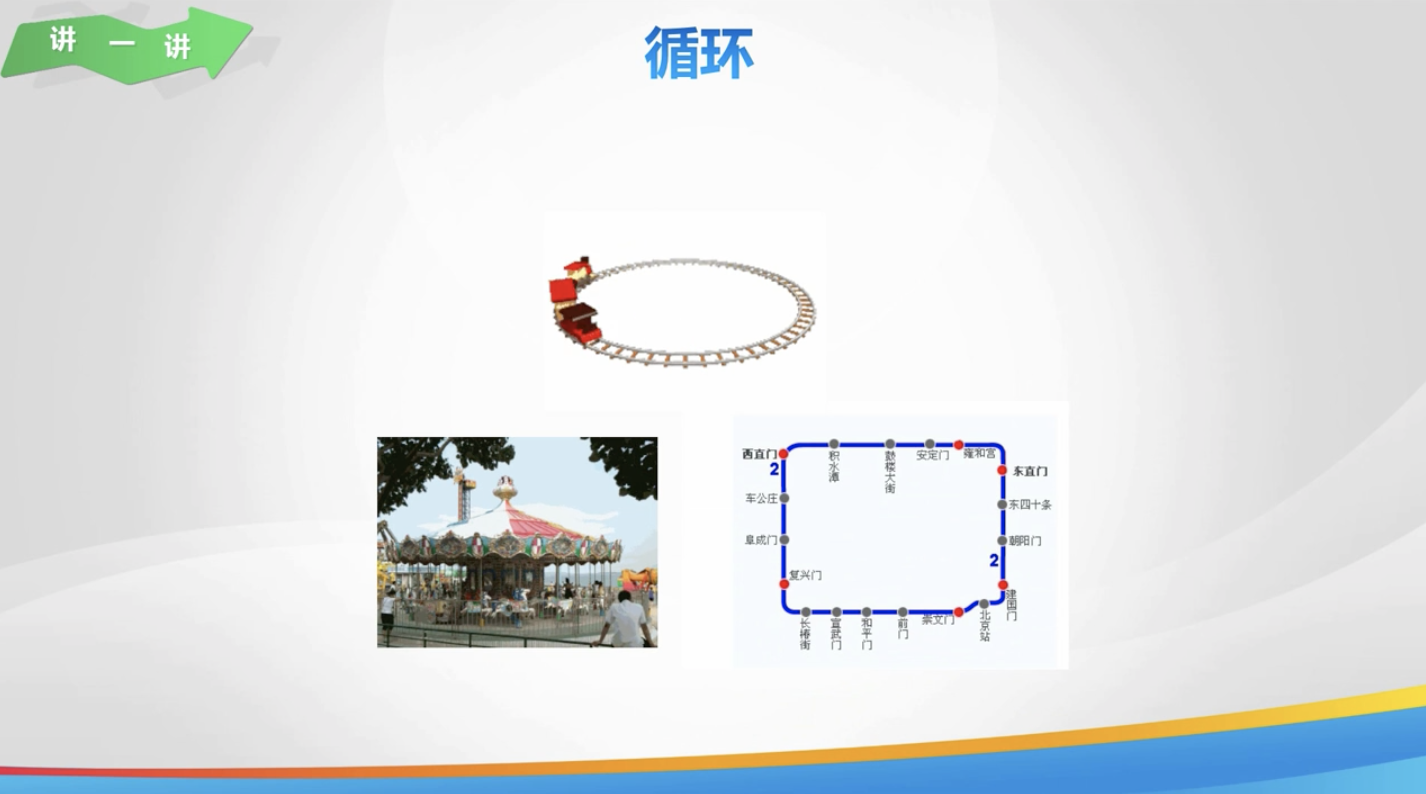 讲一讲
循环
西直门
2
积水潭
鼓楼大街
安定门
雍和宫
东直门
车公庄
东四十条
阜成门
朝阳门
2
复兴门
建国门
长椿街
宣武门
和平门
前门
崇文门
北京站